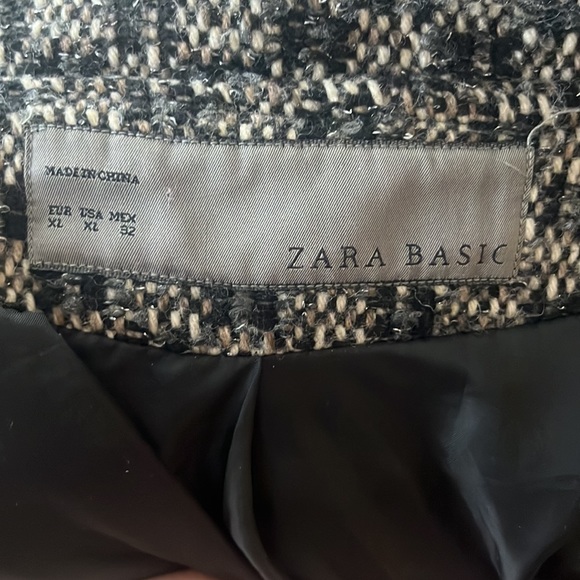 MADE IN CHINA
EUR USA MEX
XL XL 32
ZARA BASIC